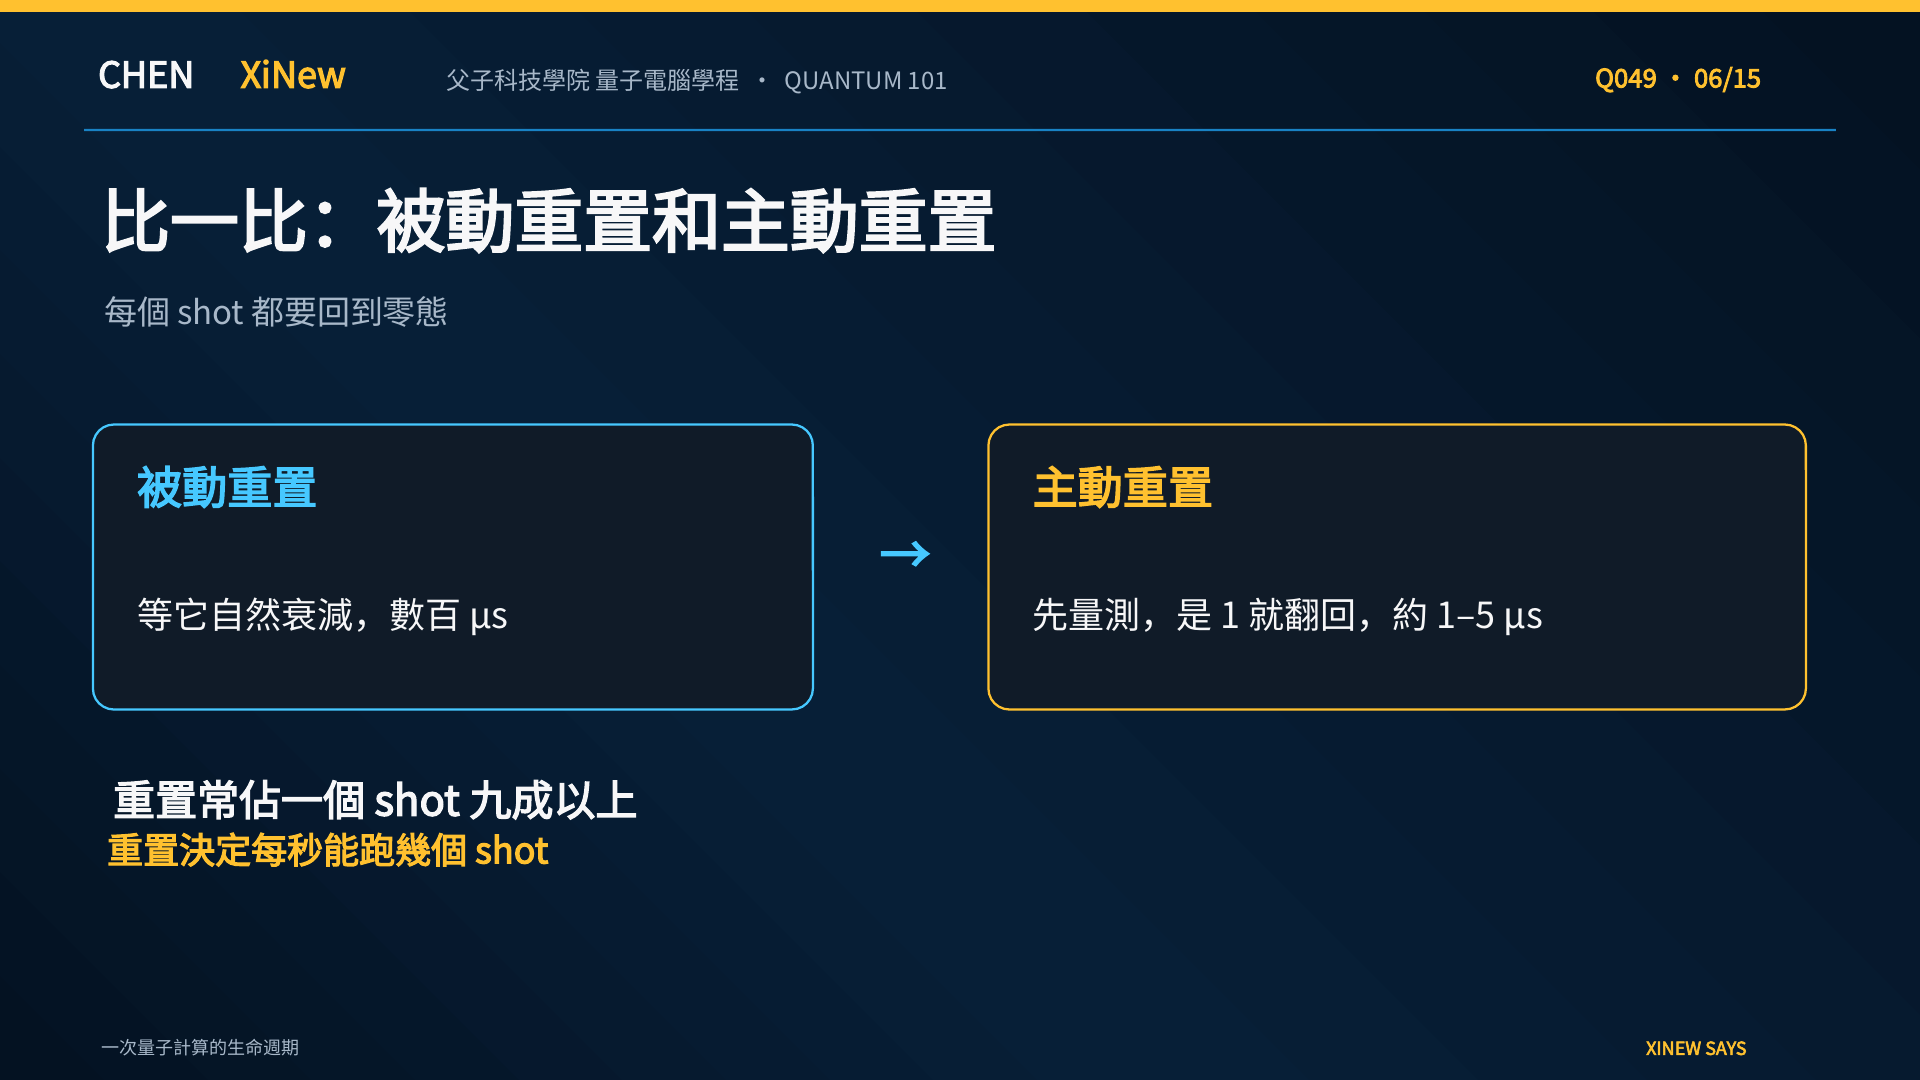 CHEN XiNew 父子科技學院 量子電腦學程 • QUANTUM 101 Q049 • 06/15
比一比：被動重置和主動重置
每個 shot 都要回到零態
被動重置
等它自然衰減，數百 μs
→
主動重置
先量測，是 1 就翻回，約 1–5 μs
重置常佔一個 shot 九成以上
重置決定每秒能跑幾個 shot
一次量子計算的生命週期
XINEW SAYS